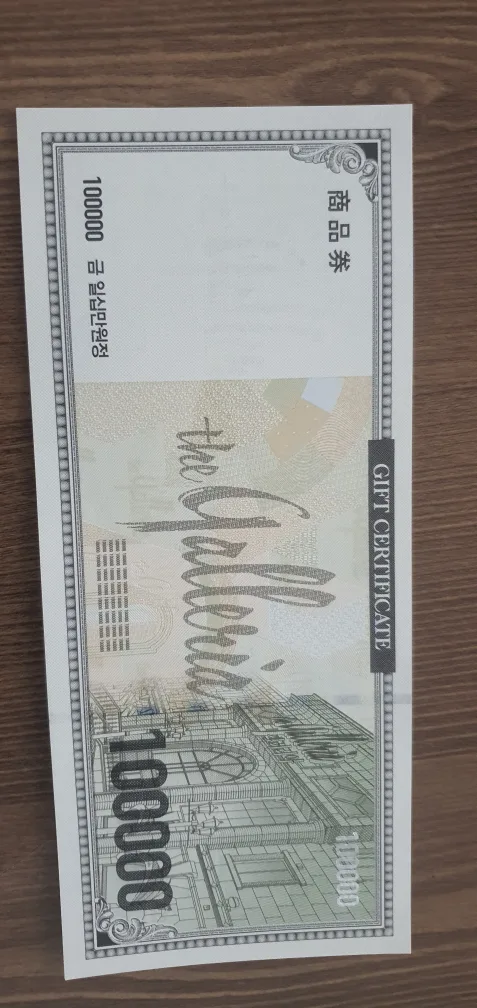 商品券
GIFT CERTIFICATE
the Galleria
100000
100000 금 일십만원정
100000